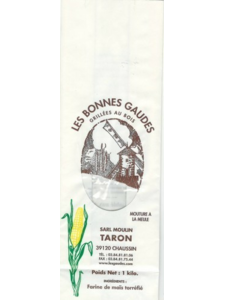 LES BONNES GAUDES
GRILLÉES AU BOIS
MOUTURE A
LA MEULE
SARL MOULIN
TARON
39120 CHAUSSIN
Poids Net : 1 kilo.
INGREDIENT :
Farine de maïs torréfié